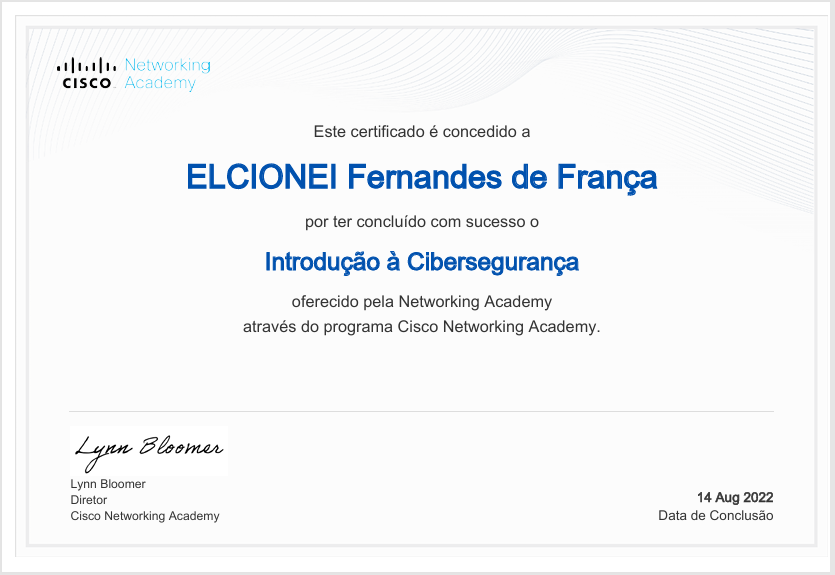 Networking
CISCO Academy
Este certificado é concedido a
ELCIONEI Fernandes de França
por ter concluído com sucesso o
Introdução à Cibersegurança
oferecido pela Networking Academy
através do programa Cisco Networking Academy.
Lynn Bloomer
Lynn Bloomer
Diretor
Cisco Networking Academy
14 Aug 2022
Data de Conclusão